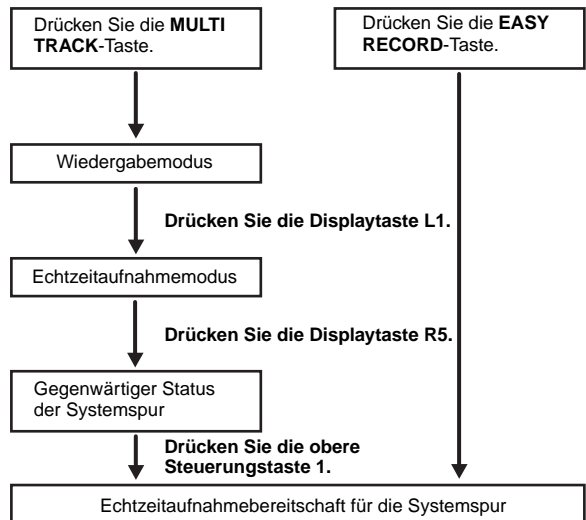 Drücken Sie die MULTI
TRACK-Taste.
Drücken Sie die EASY
RECORD-Taste.
Wiedergabemodus
Drücken Sie die Displaytaste L1.
Echtzeitaufnahmemodus
Drücken Sie die Displaytaste R5.
Gegenwärtiger Status
der Systemspur
Drücken Sie die obere
Steuerungstaste 1.
Echtzeitaufnahmebereitschaft für die Systemspur